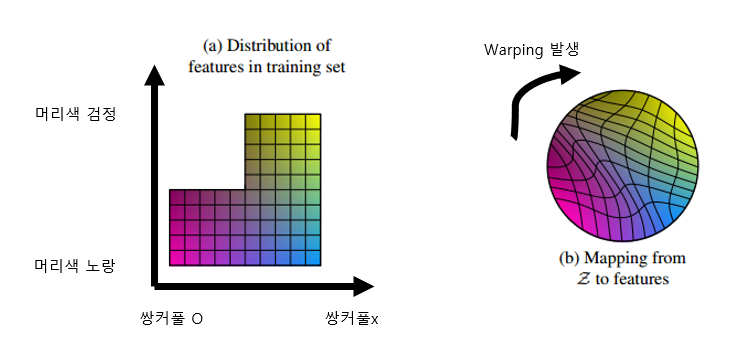 (a) Distribution of
features in training set
머리색 검정
머리색 노랑
쌍커풀 O
쌍커풀x
Warping 발생
(b) Mapping from
𝒵 to features